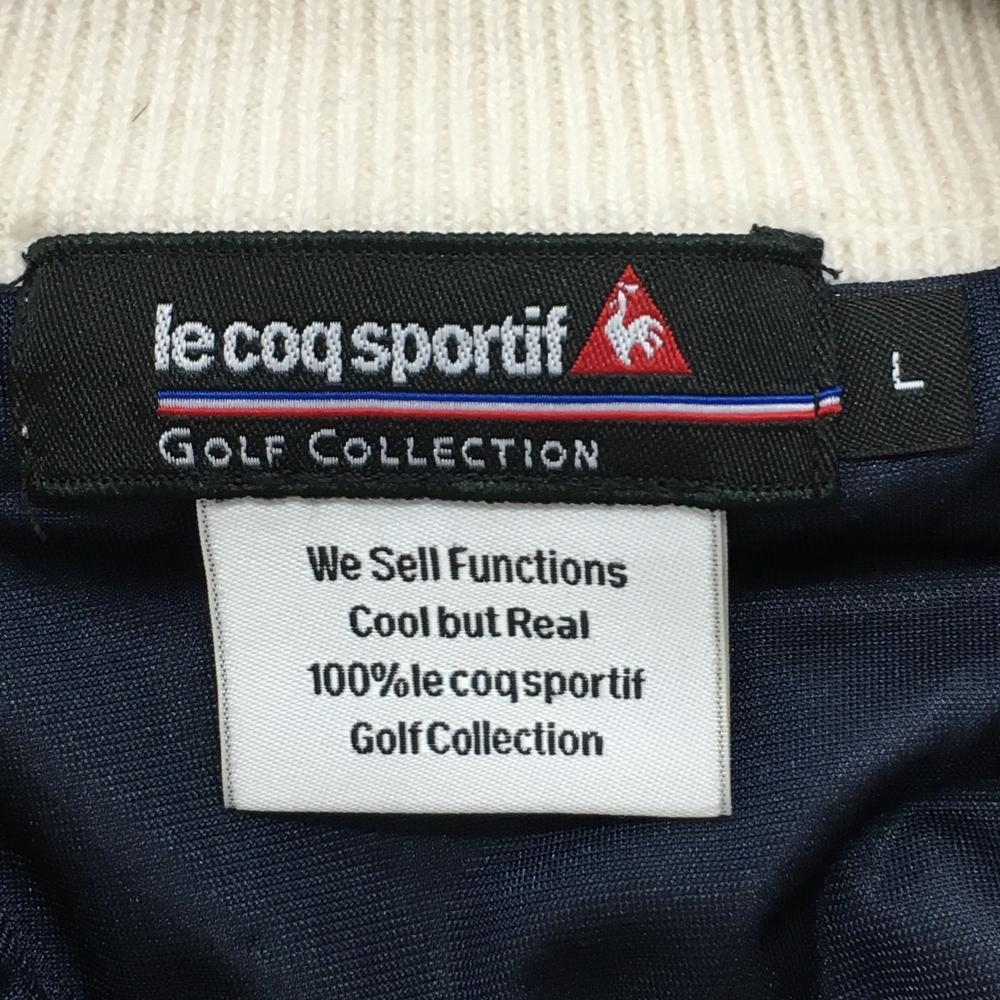 le coq sportif
L
GOLF COLLECTION
We Sell Functions
Cool but Real
100% le coq sportif
Golf Collection